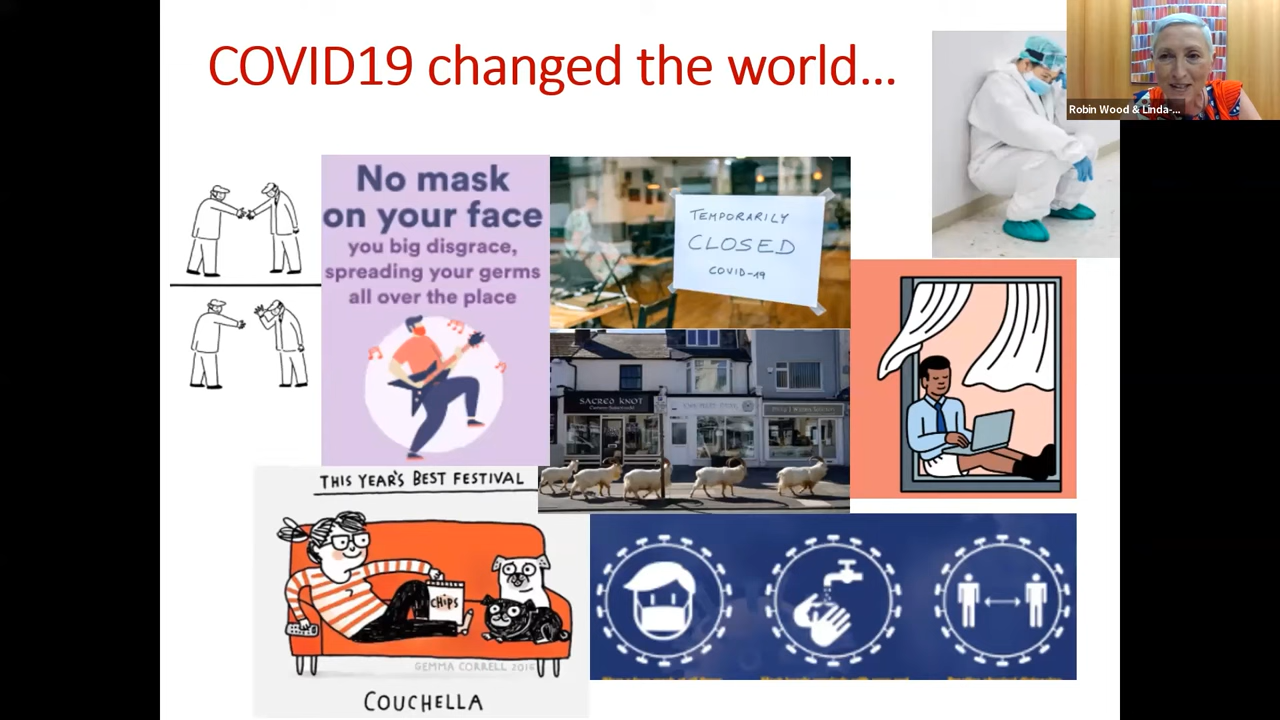 COVID19 changed the world...
Robin Wood & Linda-...
No mask
on your face
you big disgrace,
spreading your germs
all over the place
TEMPORARILY
CLOSED
COVID-19
SACRED KNOT
THIS YEAR'S BEST FESTIVAL
CHIPS
GEMMA CORRELL 2016
COUCHELLA